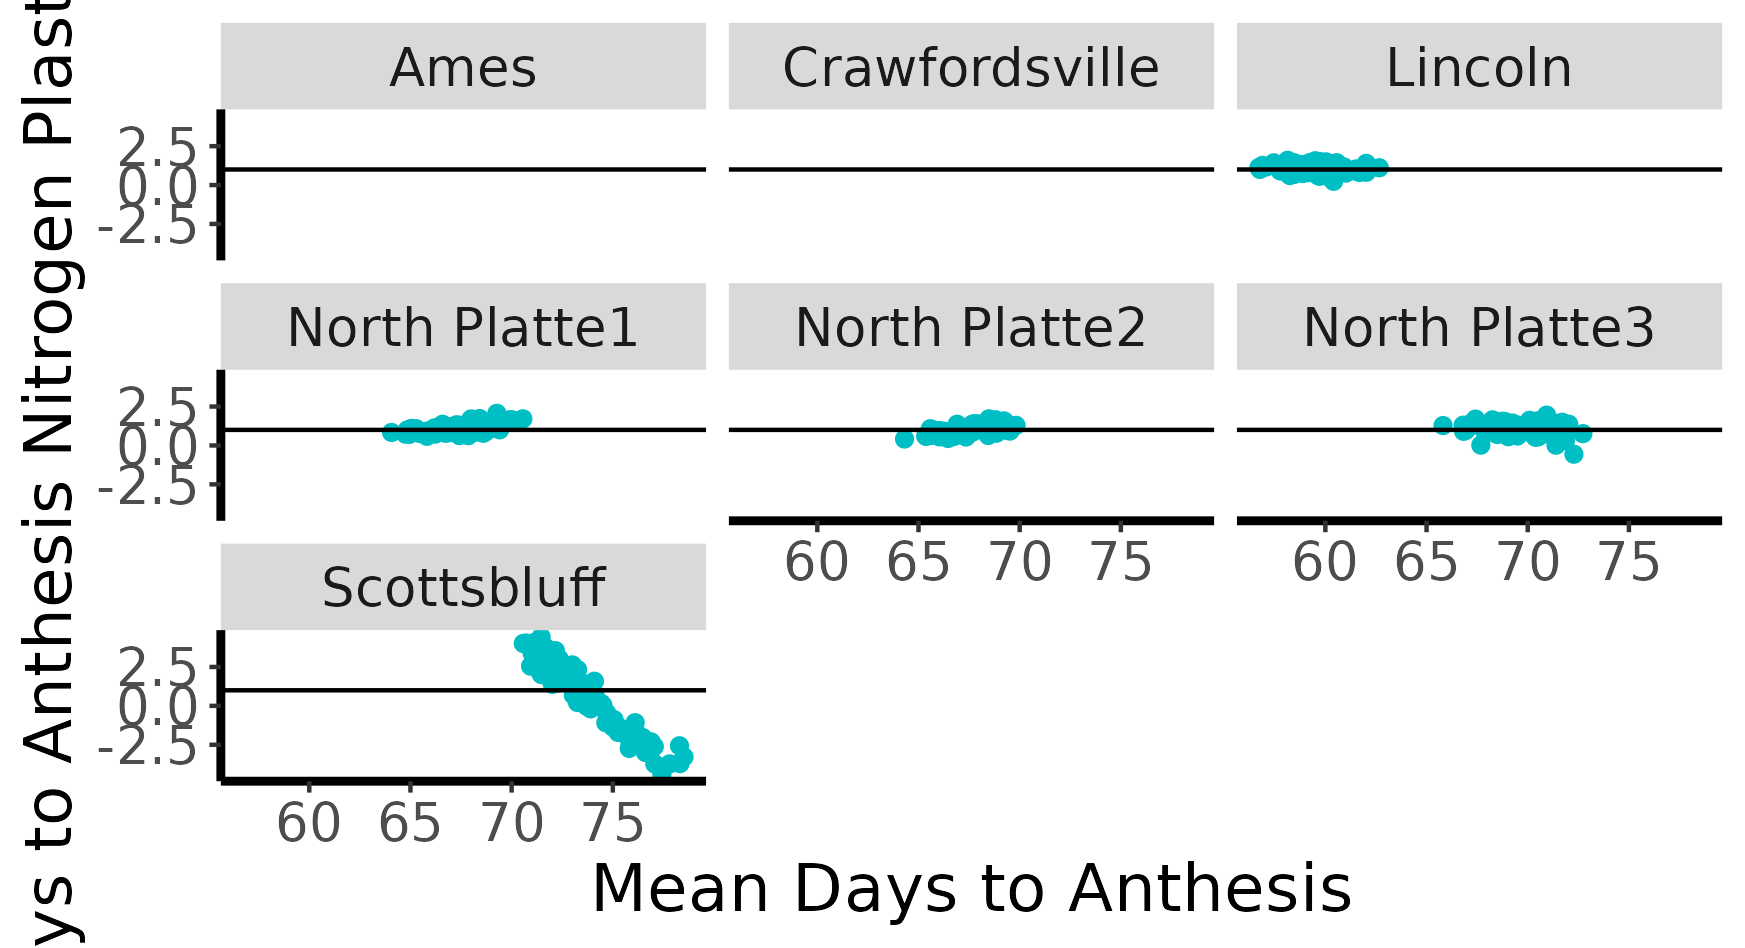 ys to Anthesis Nitrogen Plast
Ames
Crawfordsville
Lincoln
2.5
0.0
-2.5
North Platte1
North Platte2
North Platte3
2.5
0.0
-2.5
60 65 70 75
60 65 70 75
Scottsbluff
2.5
0.0
-2.5
60 65 70 75
Mean Days to Anthesis